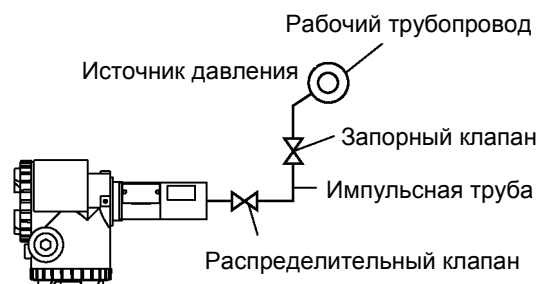 Рабочий трубопровод
Источник давления
Запорный клапан
Импульсная труба
Распределительный клапан